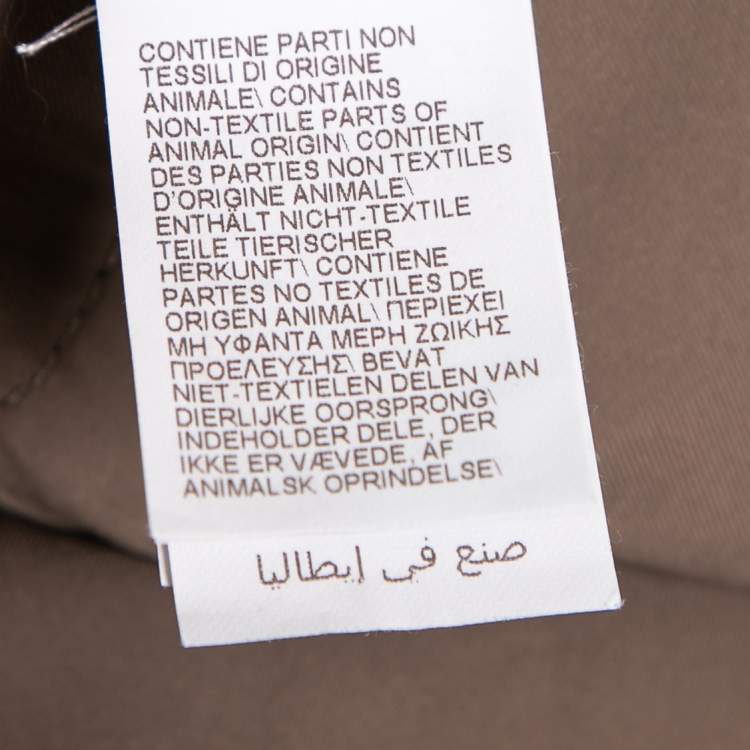 CONTIENE PARTI NON
TESSILI DI ORIGINE
ANIMALE\ CONTAINS
NON-TEXTILE PARTS OF
ANIMAL ORIGIN\ CONTIENT
DES PARTIES NON TEXTILES
D'ORIGINE ANIMALE\
ENTHÄLT NICHT-TEXTILE
TEILE TIERISCHER
HERKUNFT\ CONTIENE
PARTES NO TEXTILES DE
ORIGEN ANIMAL\ ΠΕΡΙΕΧΕΙ
ΜΗ ΥΦΑΝΤΑ ΜΕΡΗ ΖΩΙΚΗΣ
ΠΡΟΕΛΕΥΣΗΣ\ BEVAT
NIET-TEXTIELEN DELEN VAN
DIERLIJKE OORSPRONG\
INDEHOLDER DELE, DER
IKKE ER VÆVEDE, AF
ANIMALSK OPRINDELSE\
صنع في إيطاليا